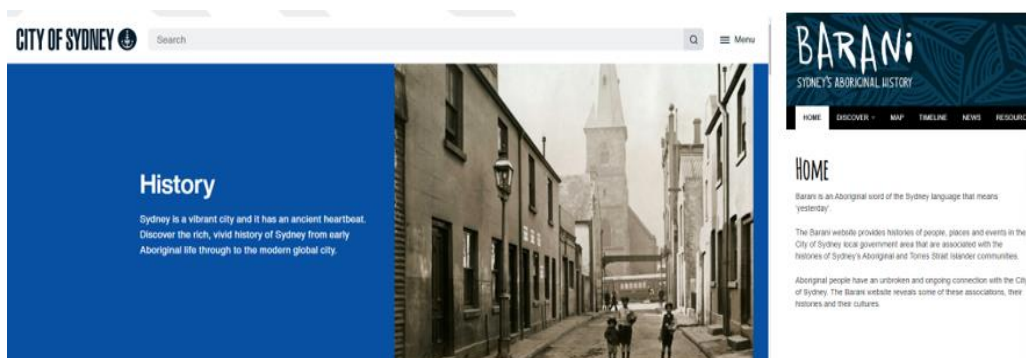 CITY OF SYDNEY
Search
Menu
History
Sydney is a vibrant city and it has an ancient heartbeat.
Discover the rich, vivid history of Sydney from early
Aboriginal life through to the modern global city.
BARANi
SYDNEY'S ABORIGINAL HISTORY
HOME DISCOVER MAP TIMELINE NEWS RESOURC
HOME
Barani is an Aboriginal word of the Sydney language that means
'yesterday'.
The Barani website provides histories of people, places and events in the
City of Sydney local government area that are associated with the
histories of Sydney's Aboriginal and Torres Strait Islander communities.
Aboriginal people have an unbroken and ongoing connection with the City
of Sydney. The Barani website reveals some of these associations, their
histories and their cultures